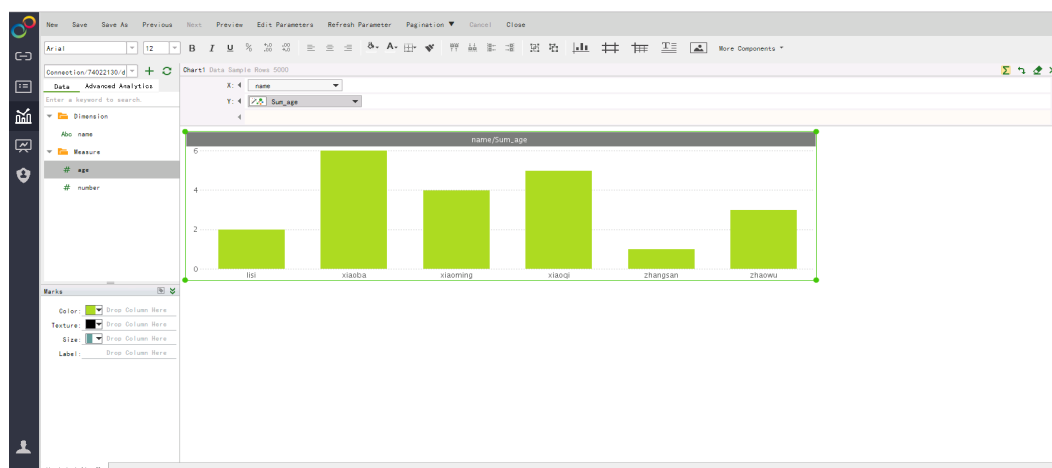 New Save Save As Previous Next Preview Edit Parameters Refresh Parameter Pagination Cancel Close
Arial 12 B I U % A T More Components
Connection/74022130/d Chart1 Data Sample Rows 5000
Data Advanced Analytics
X: name
Enter a keyword to search.
Y: Sum_age
Dimension
Abc name
Measure
# age
# number
name/Sum_age
6
4
2
0
lisi xiaoba xiaoming xiaoqi zhangsan zhaowu
Marks
Color: Drop Column Here
Texture: Drop Column Here
Size: Drop Column Here
Label: Drop Column Here